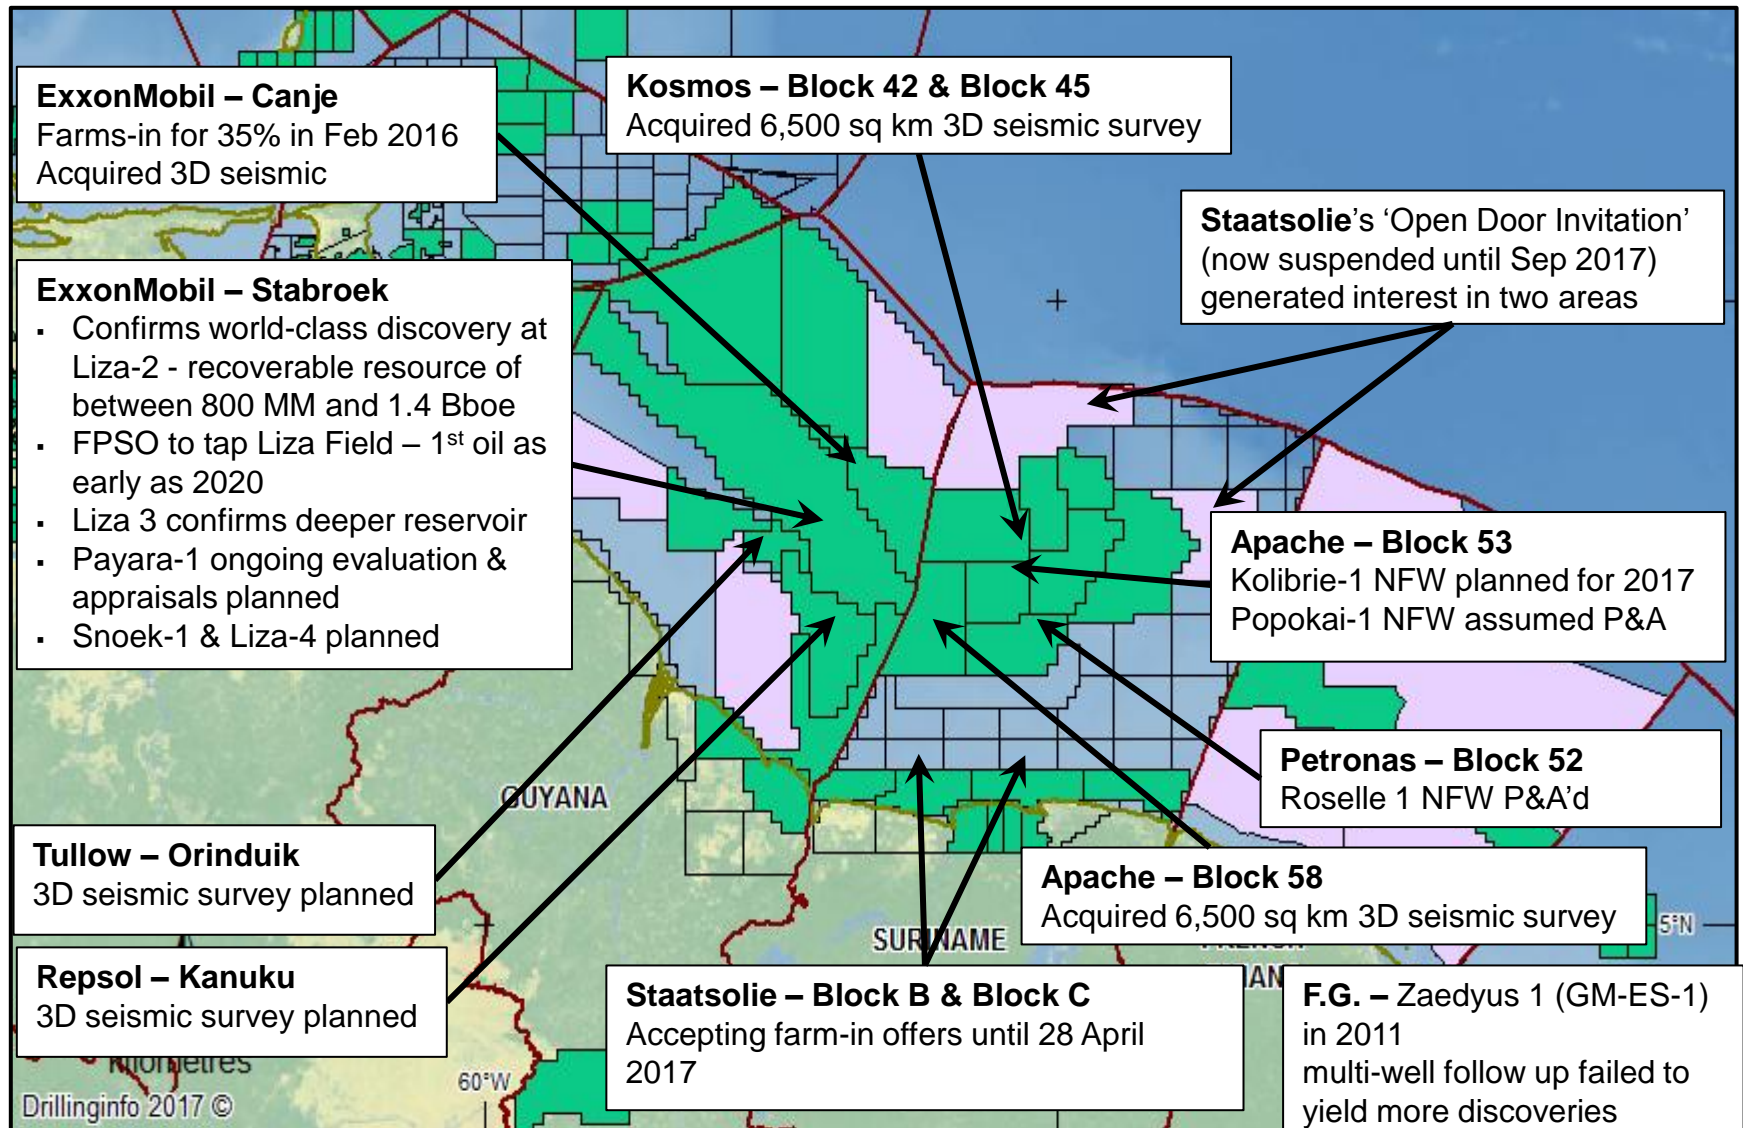 ExxonMobil – Canje
Farms-in for 35% in Feb 2016
Acquired 3D seismic
Kosmos – Block 42 & Block 45
Acquired 6,500 sq km 3D seismic survey
Staatsolie’s ‘Open Door Invitation’
(now suspended until Sep 2017)
generated interest in two areas
ExxonMobil – Stabroek
▪ Confirms world-class discovery at
Liza-2 - recoverable resource of
between 800 MM and 1.4 Bboe
▪ FPSO to tap Liza Field – 1st oil as
early as 2020
▪ Liza 3 confirms deeper reservoir
▪ Payara-1 ongoing evaluation &
appraisals planned
▪ Snoek-1 & Liza-4 planned
Apache – Block 53
Kolibrie-1 NFW planned for 2017
Popokai-1 NFW assumed P&A
Petronas – Block 52
Roselle 1 NFW P&A’d
GUYANA
Tullow – Orinduik
3D seismic survey planned
Apache – Block 58
Acquired 6,500 sq km 3D seismic survey
SURINAME
5°N
Repsol – Kanuku
3D seismic survey planned
Staatsolie – Block B & Block C
Accepting farm-in offers until 28 April
2017
F.G. – Zaedyus 1 (GM-ES-1)
in 2011
multi-well follow up failed to
yield more discoveries
kilometres
60°W
Drillinginfo 2017 ©